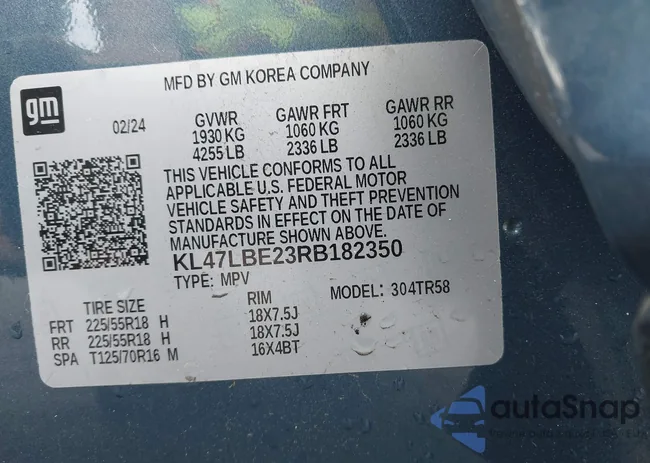 MFD BY GM KOREA COMPANY
gm
02/24
GVWR GAWR FRT GAWR RR
1930 KG 1060 KG 1060 KG
4255 LB 2336 LB 2336 LB
THIS VEHICLE CONFORMS TO ALL
APPLICABLE U.S. FEDERAL MOTOR
VEHICLE SAFETY AND THEFT PREVENTION
STANDARDS IN EFFECT ON THE DATE OF
MANUFACTURE SHOWN ABOVE.
KL47LBE23RB182350
TYPE: MPV MODEL: 304TR58
TIRE SIZE RIM
FRT 225/55R18 H 18X7.5J
RR 225/55R18 H 18X7.5J
SPA T125/70R16 M 16X4BT
autaSnap